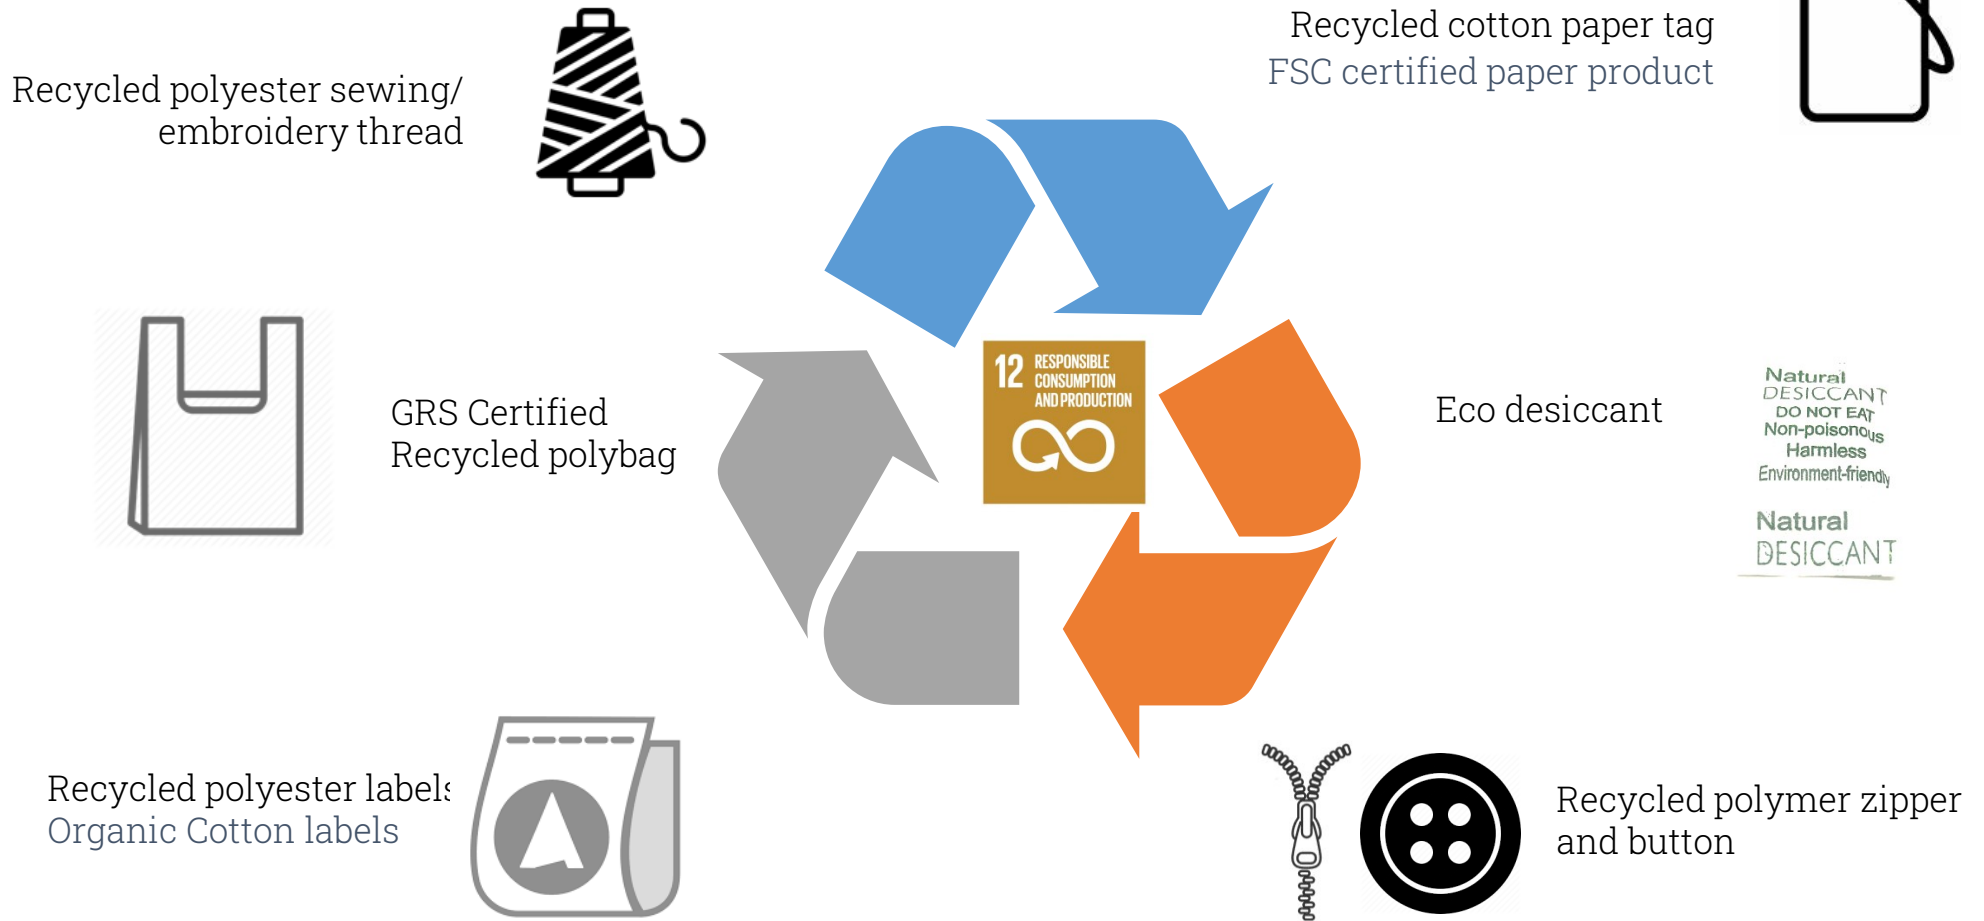 Recycled cotton paper tag
FSC certified paper product
Recycled polyester sewing/
embroidery thread
12 RESPONSIBLE
CONSUMPTION
AND PRODUCTION
GRS Certified
Recycled polybag
Eco desiccant
Natural
DESICCANT
DO NOT EAT
Non-poisonous
Harmless
Environment-friendly
Natural
DESICCANT
Recycled polyester labels
Organic Cotton labels
Recycled polymer zipper
and button